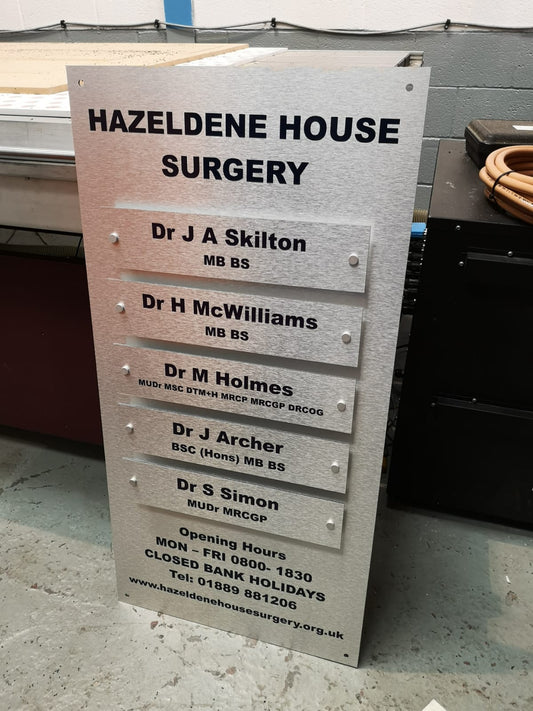 HAZELDENE HOUSE
SURGERY
Dr J A Skilton
MB BS
Dr H McWilliams
MB BS
Dr M Holmes
MUDr MSC DTM+H MRCP MRCGP DRCOG
Dr J Archer
BSC (Hons) MB BS
Dr S Simon
MUDr MRCGP
Opening Hours
MON – FRI 0800- 1830
CLOSED BANK HOLIDAYS
Tel: 01889 881206
www.hazeldenehousesurgery.org.uk